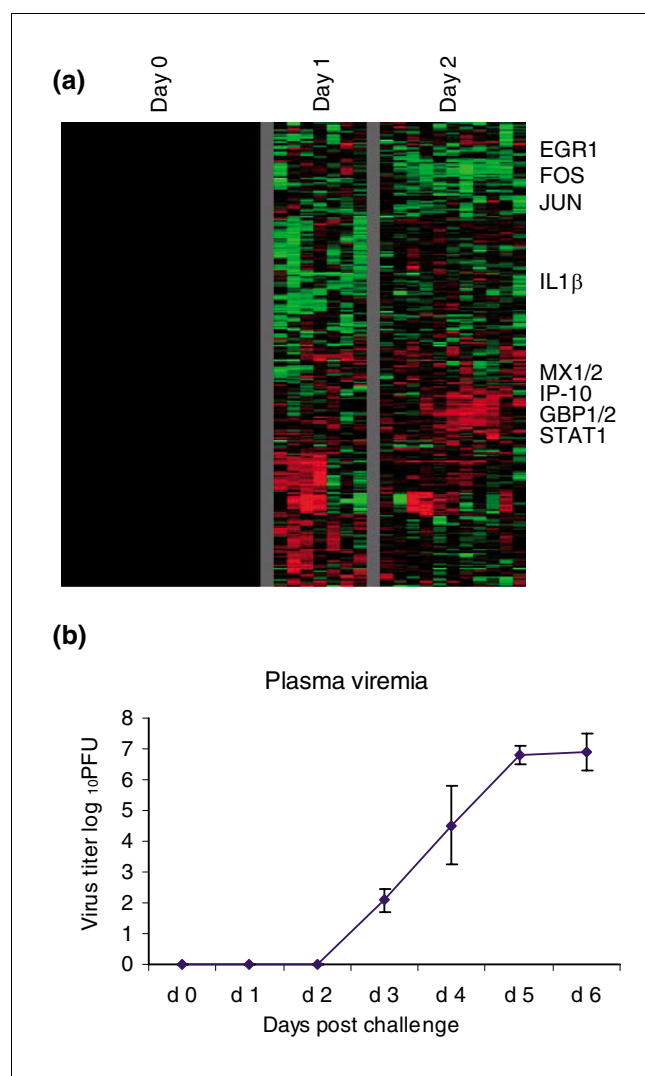 (a)
Day 0
Day 1
Day 2
EGR1
FOS
JUN
IL1β
MX1/2
IP-10
GBP1/2
STAT1
(b)
Plasma viremia
Virus titer log 10PFU
8
7
6
5
4
3
2
1
0
d 0 d 1 d 2 d 3 d 4 d 5 d 6
Days post challenge